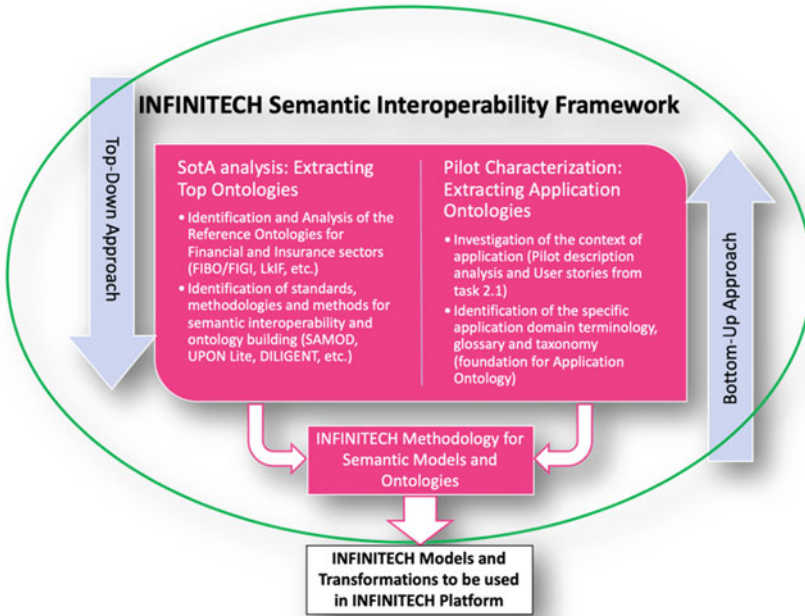 INFINITECH Semantic Interoperability Framework
Top-Down Approach
SotA analysis: Extracting
Top Ontologies
• Identification and Analysis of the
Reference Ontologies for
Financial and Insurance sectors
(FIBO/FIGI, LkIF, etc.)
• Identification of standards,
methodologies and methods for
semantic interoperability and
ontology building (SAMOD,
UPON Lite, DILIGENT, etc.)
Pilot Characterization:
Extracting Application
Ontologies
• Investigation of the context of
application (Pilot description
analysis and User stories from
task 2.1)
• Identification of the specific
application domain terminology,
glossary and taxonomy
(foundation for Application
Ontology)
Bottom-Up Approach
INFINITECH Methodology for
Semantic Models and
Ontologies
INFINITECH Models and
Transformations to be used
in INFINITECH Platform